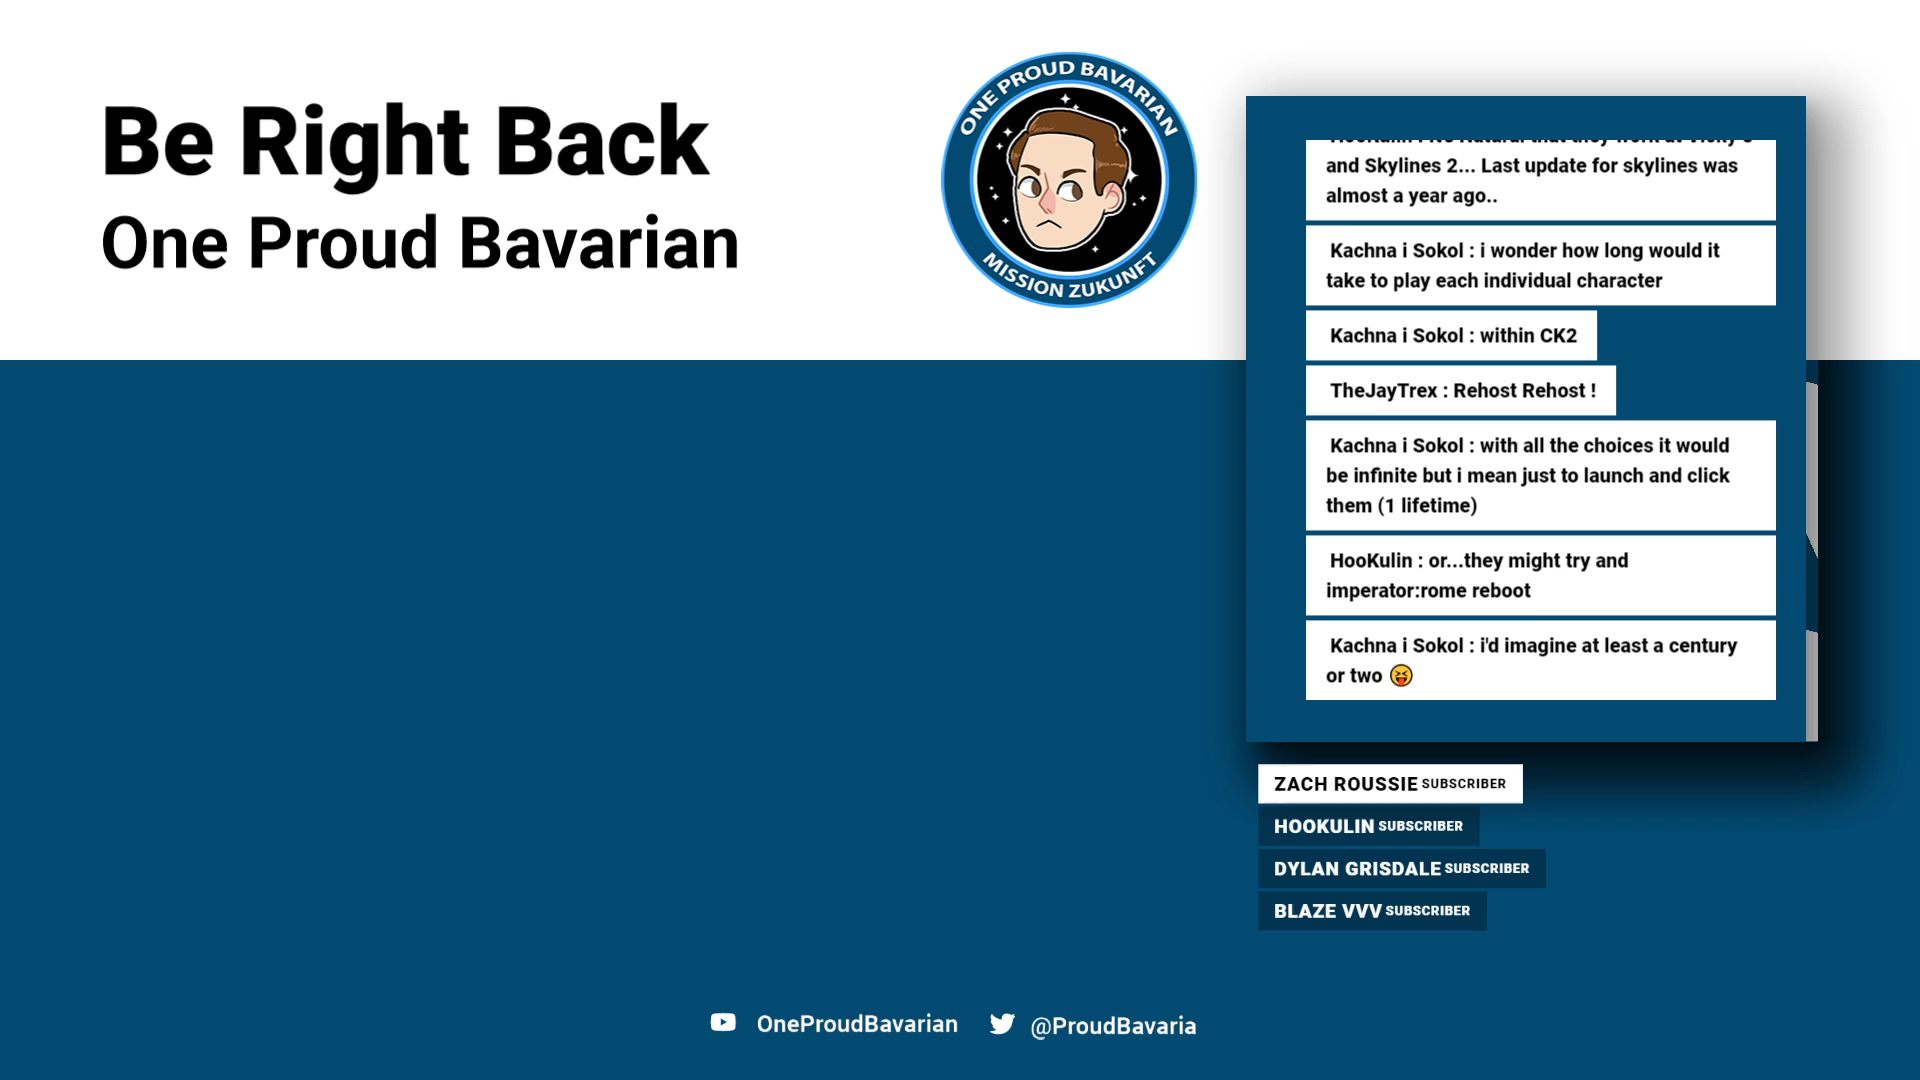 Be Right Back
One Proud Bavarian
ONE PROUD BAVARIAN
MISSION ZUKUNFT
and Skylines 2... Last update for skylines was
almost a year ago..
Kachna i Sokol : i wonder how long would it
take to play each individual character
Kachna i Sokol : within CK2
TheJayTrex : Rehost Rehost !
Kachna i Sokol : with all the choices it would
be infinite but i mean just to launch and click
them (1 lifetime)
HooKulin : or...they might try and
imperator:rome reboot
Kachna i Sokol : i'd imagine at least a century
or two 😝
ZACH ROUSSIE SUBSCRIBER
HOOKULIN SUBSCRIBER
DYLAN GRISDALE SUBSCRIBER
BLAZE VVV SUBSCRIBER
OneProudBavarian @ProudBavaria